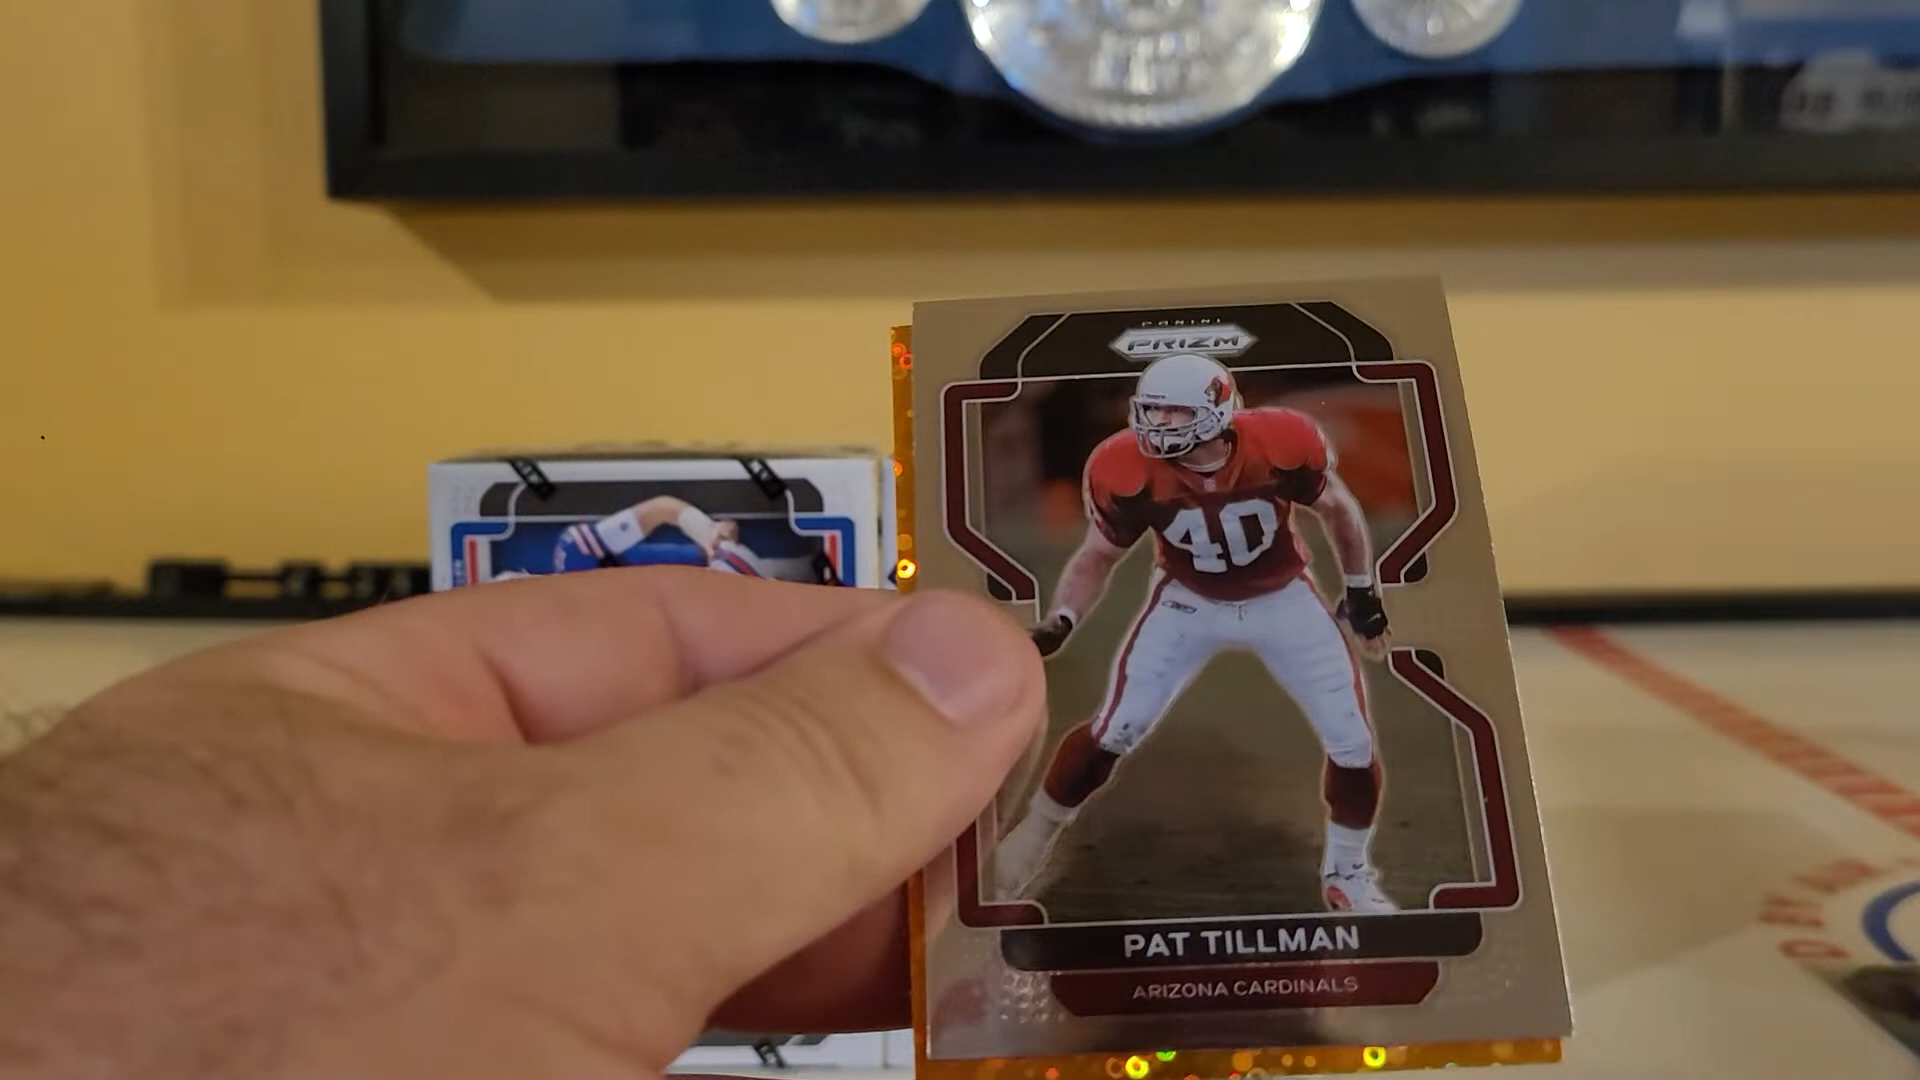 PANINI
PRIZM
40
PAT TILLMAN
ARIZONA CARDINALS